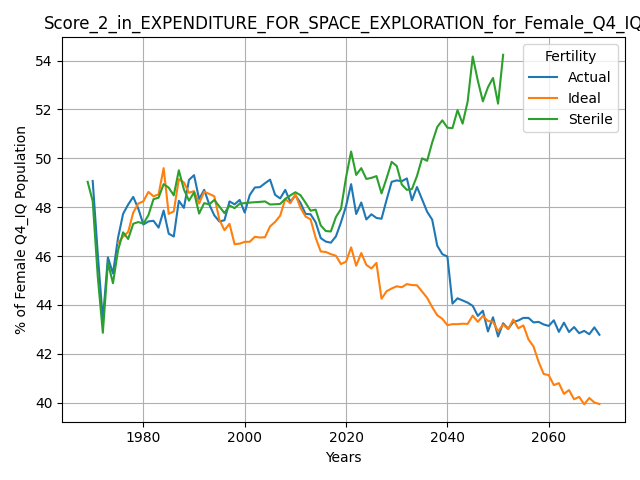 Score_2_in_EXPENDITURE_FOR_SPACE_EXPLORATION_for_Female_Q4_IQ
Fertility
Actual
Ideal
Sterile
% of Female Q4_IQ Population
54
52
50
48
46
44
42
40
1980 2000 2020 2040 2060
Years